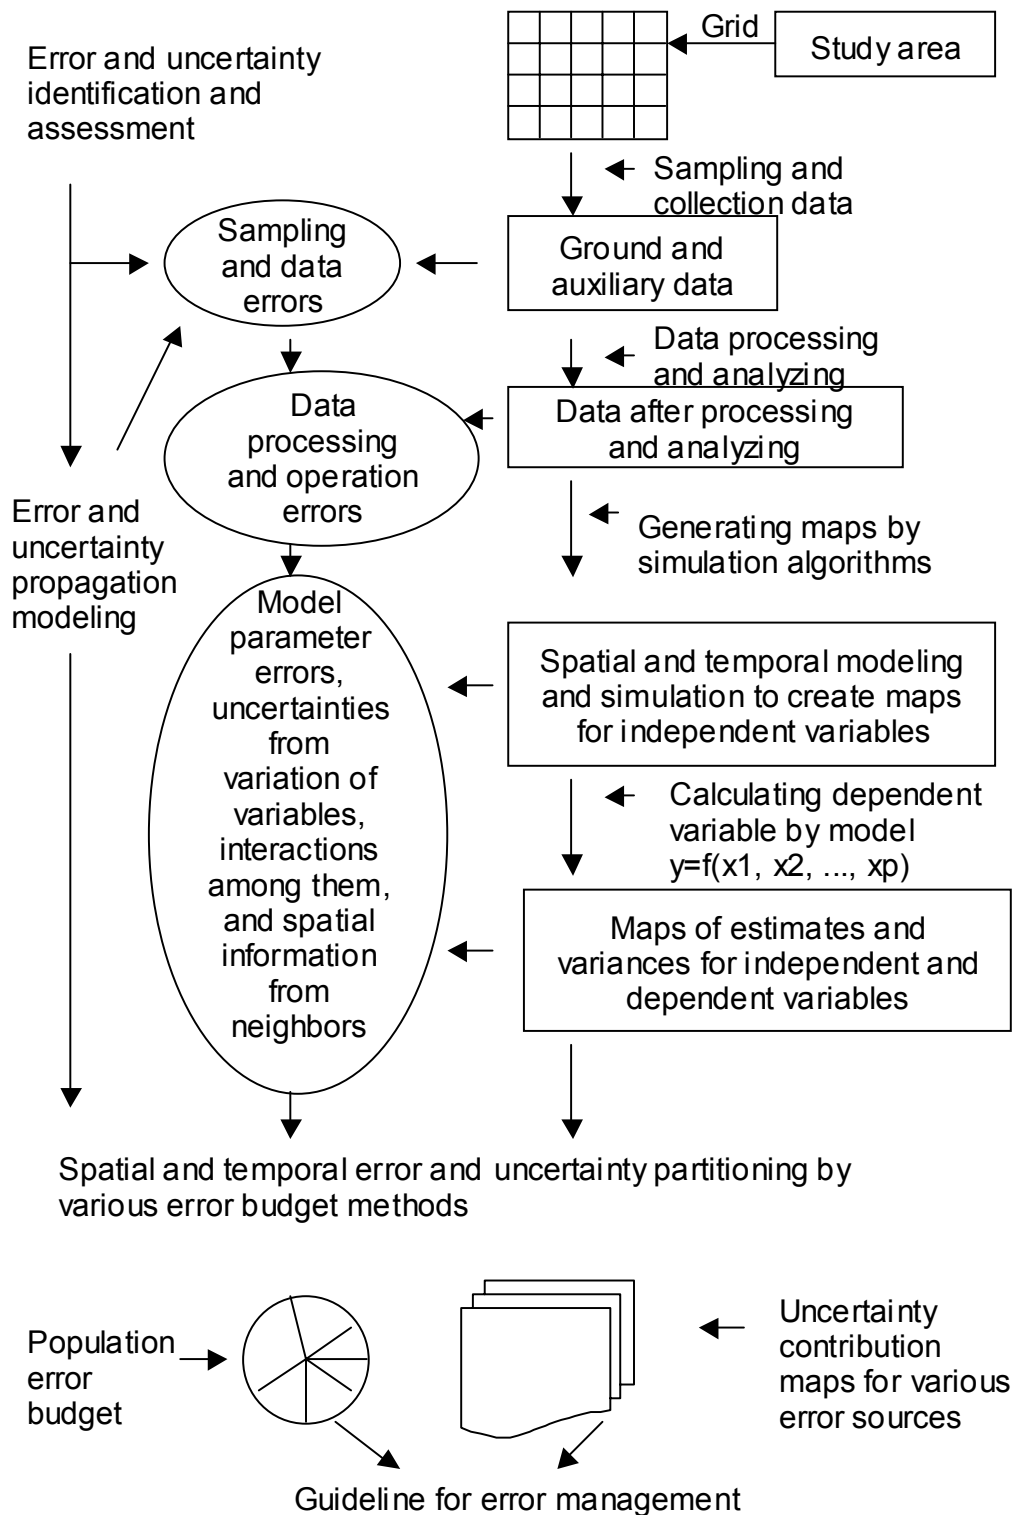 Grid
Study area
Error and uncertainty
identification and
assessment
Sampling and
collection data
Sampling
and data
errors
Ground and
auxiliary data
Data processing
and analyzing
Data
processing
and operation
errors
Data after processing
and analyzing
Error and
uncertainty
propagation
modeling
Generating maps by
simulation algorithms
Model
parameter
errors,
uncertainties
from
variation of
variables,
interactions
among them,
and spatial
information
from
neighbors
Spatial and temporal modeling
and simulation to create maps
for independent variables
Calculating dependent
variable by model
y=f(x1, x2, ..., xp)
Maps of estimates and
variances for independent and
dependent variables
Spatial and temporal error and uncertainty partitioning by
various error budget methods
Population
error
budget
Uncertainty
contribution
maps for various
error sources
Guideline for error management